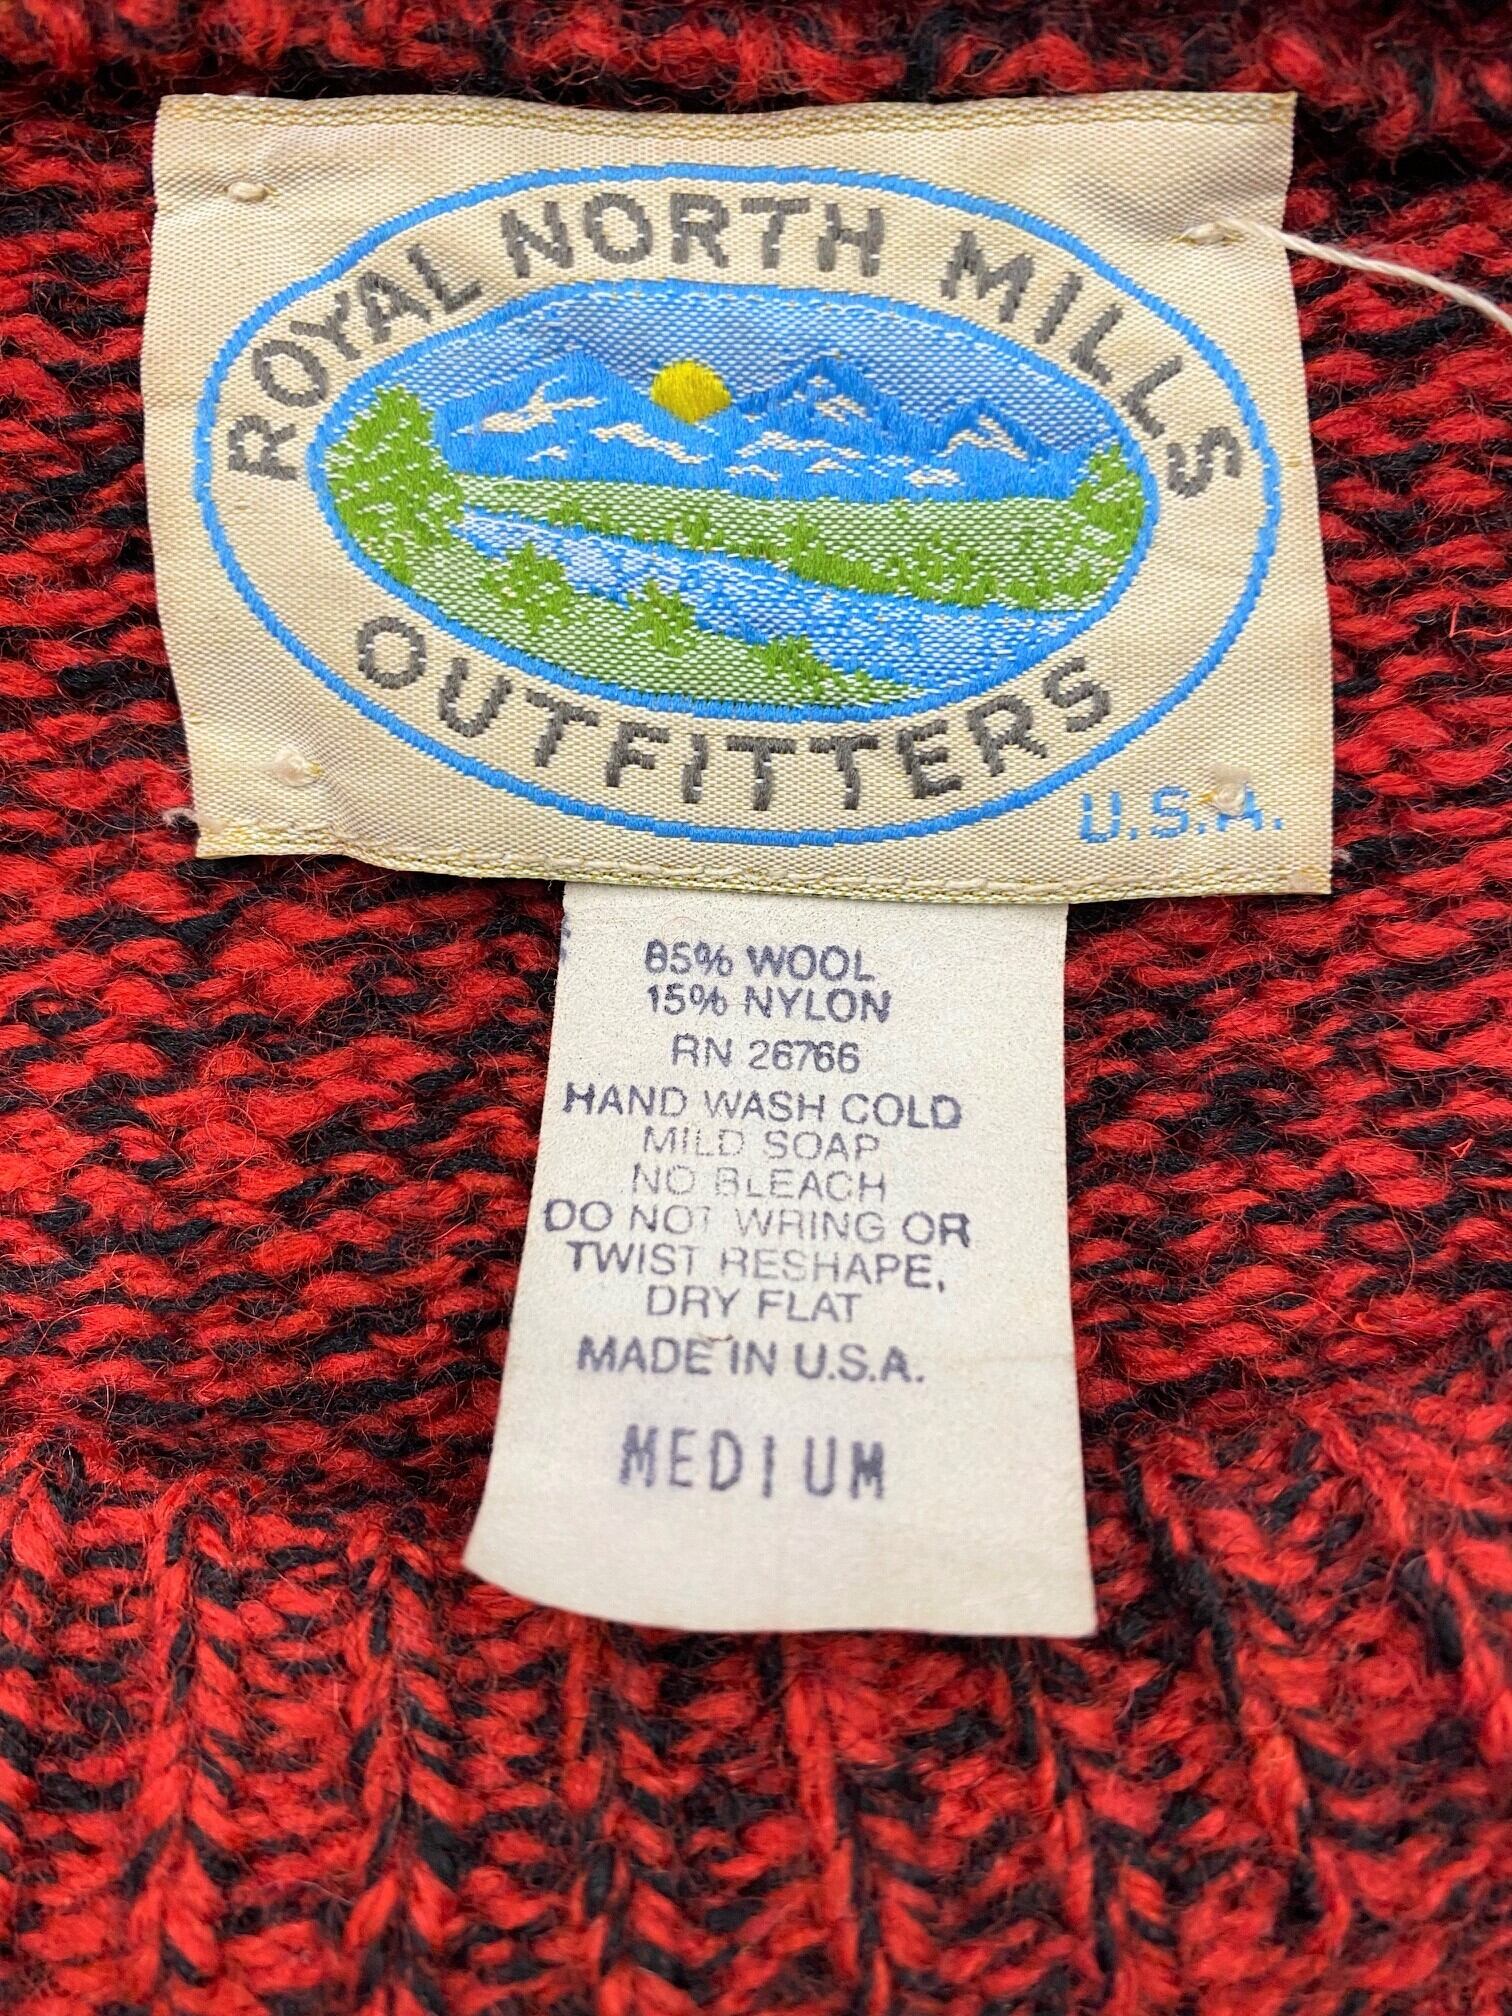 ROYAL NORTH MILLS
OUTFITTERS
U.S.A.
85% WOOL
15% NYLON
RN 26766
HAND WASH COLD
MILD SOAP
NO BLEACH
DO NOT WRING OR
TWIST RESHAPE,
DRY FLAT
MADE IN U.S.A.
MEDIUM